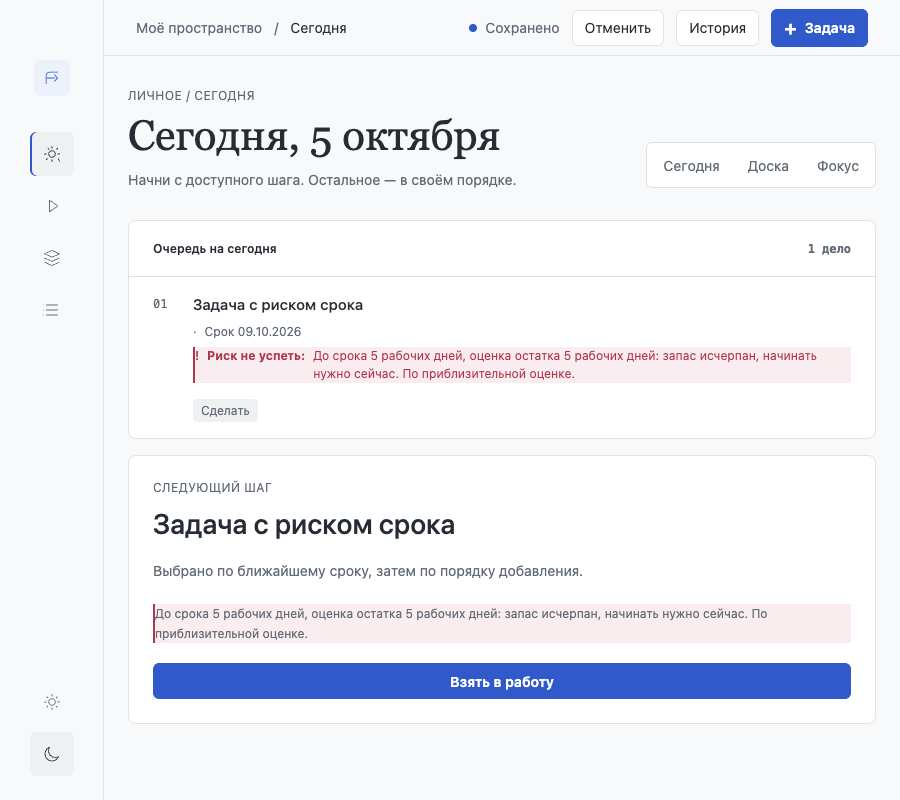 Моё пространство / Сегодня
Сохранено
Отменить
История
+ Задача
ЛИЧНОЕ / СЕГОДНЯ
Сегодня, 5 октября
Начни с доступного шага. Остальное — в своём порядке.
Сегодня Доска Фокус
Очередь на сегодня
1 дело
01
Задача с риском срока
· Срок 09.10.2026
! Риск не успеть: До срока 5 рабочих дней, оценка остатка 5 рабочих дней: запас исчерпан, начинать
нужно сейчас. По приблизительной оценке.
Сделать
СЛЕДУЮЩИЙ ШАГ
Задача с риском срока
Выбрано по ближайшему сроку, затем по порядку добавления.
До срока 5 рабочих дней, оценка остатка 5 рабочих дней: запас исчерпан, начинать нужно сейчас. По
приблизительной оценке.
Взять в работу